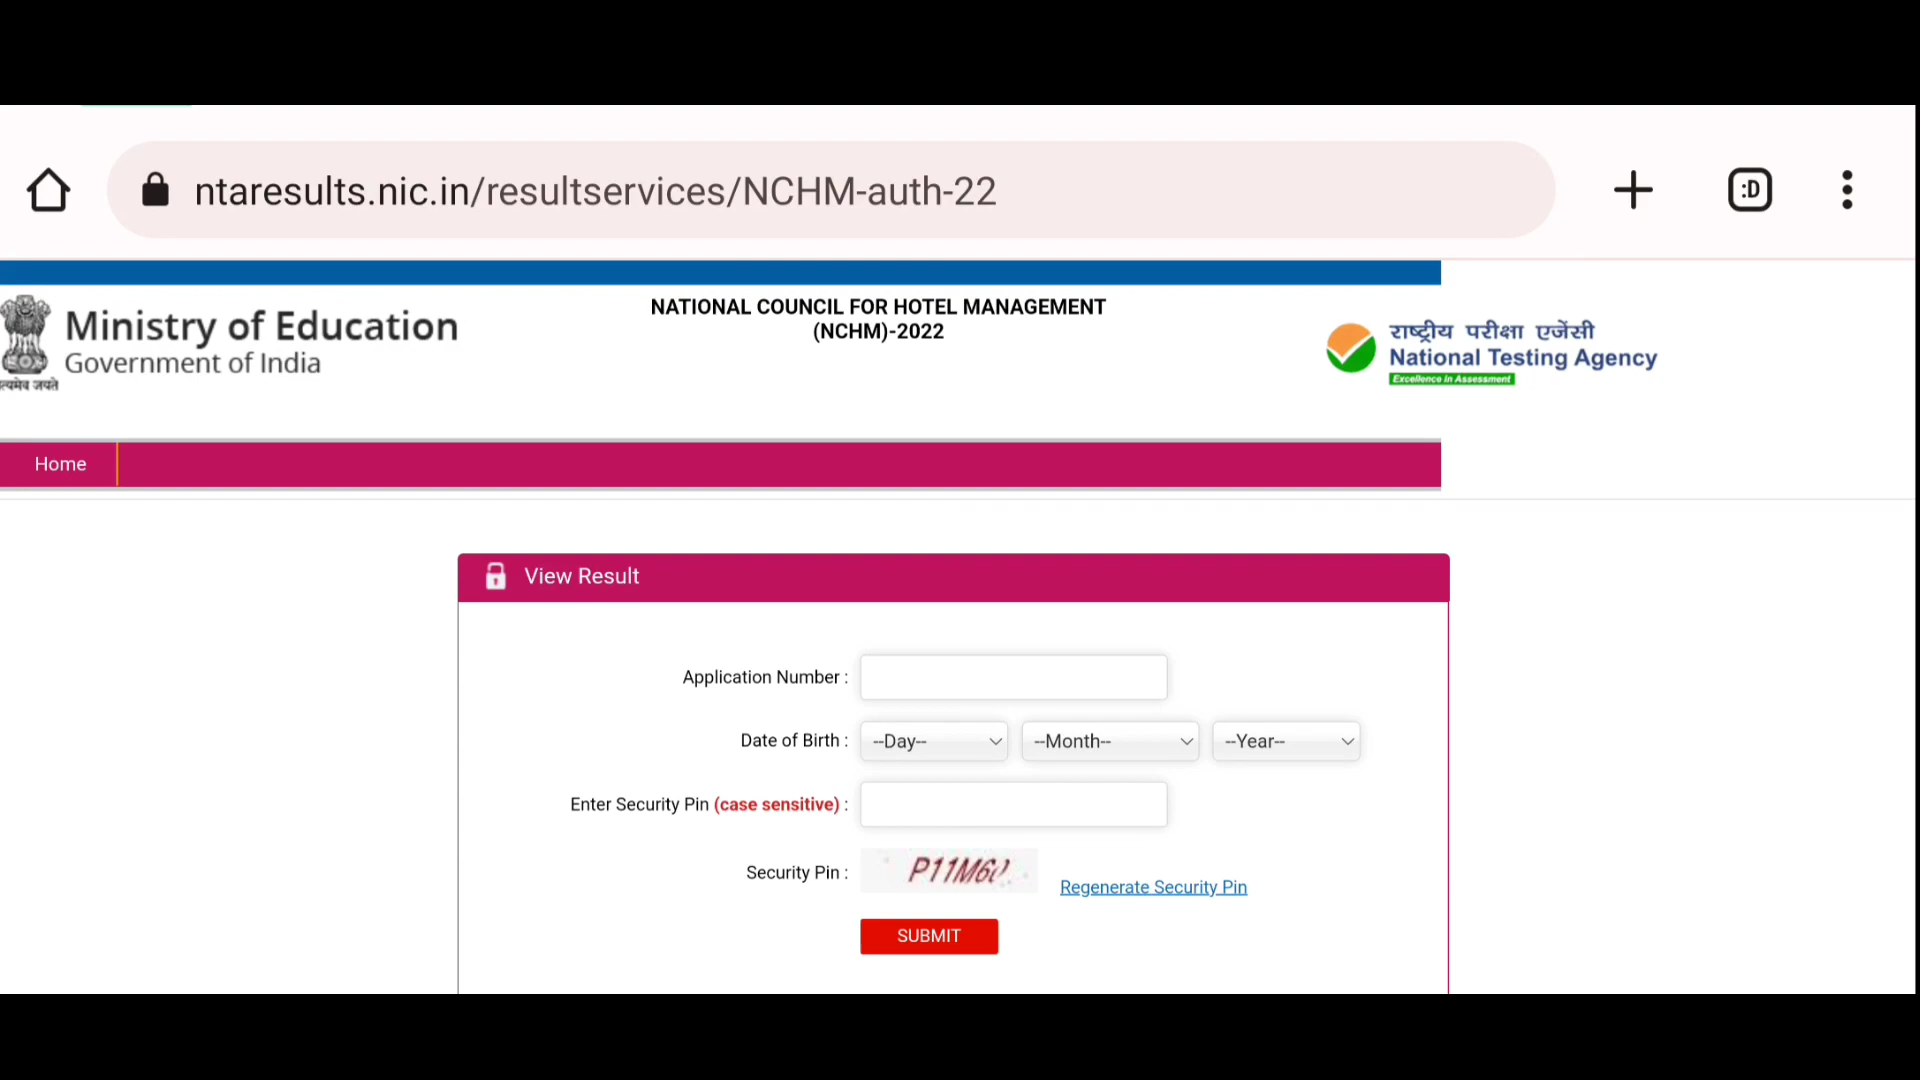 ntaresults.nic.in/resultservices/NCHM-auth-22
:D
Ministry of Education
Government of India
NATIONAL COUNCIL FOR HOTEL MANAGEMENT
(NCHM)-2022
राष्ट्रीय परीक्षा एजेंसी
National Testing Agency
Excellence in Assessment
Home
View Result
Application Number :
Date of Birth : --Day-- --Month-- --Year--
Enter Security Pin (case sensitive) :
Security Pin :
Regenerate Security Pin
SUBMIT